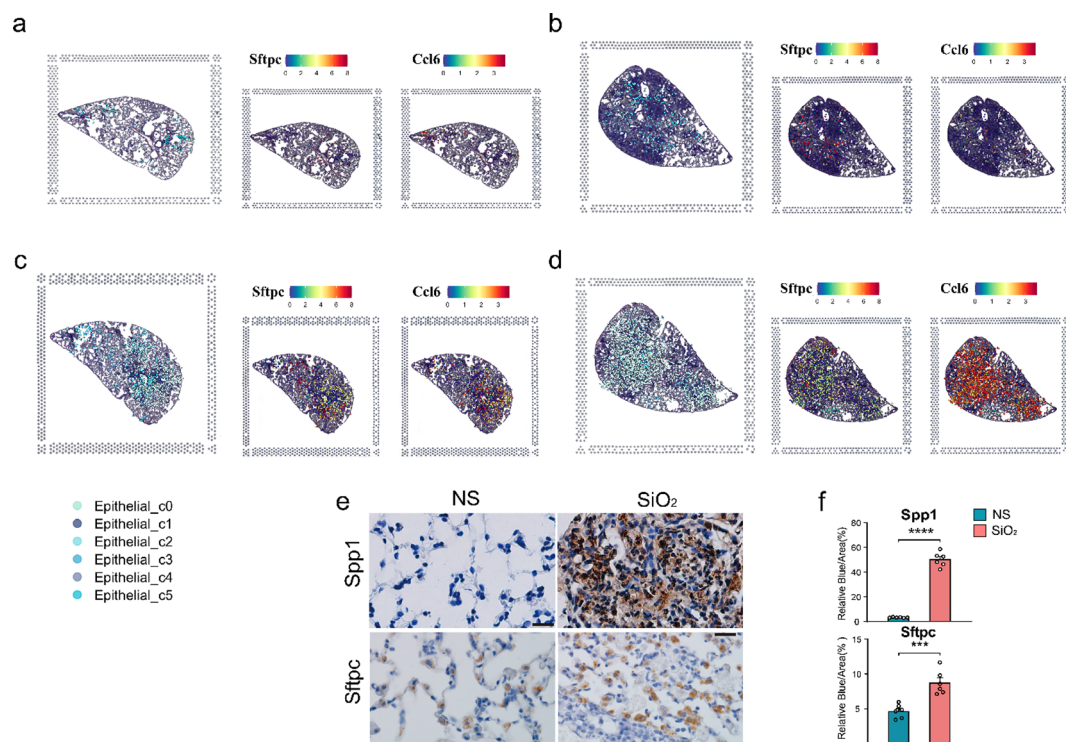 a
Sftpc
0 2 4 6 8
Ccl6
0 1 2 3
b
Sftpc
0 2 4 6 8
Ccl6
0 1 2 3
c
Sftpc
0 2 4 6 8
Ccl6
0 1 2 3
d
Sftpc
0 2 4 6 8
Ccl6
0 1 2 3
Epithelial_c0
Epithelial_c1
Epithelial_c2
Epithelial_c3
Epithelial_c4
Epithelial_c5
e
NS
SiO₂
Spp1
Sftpc
f
NS
SiO₂
Spp1
****
Relative Blue/Area(%)
80
60
40
20
0
Sftpc
***
Relative Blue/Area(%)
15
10
5